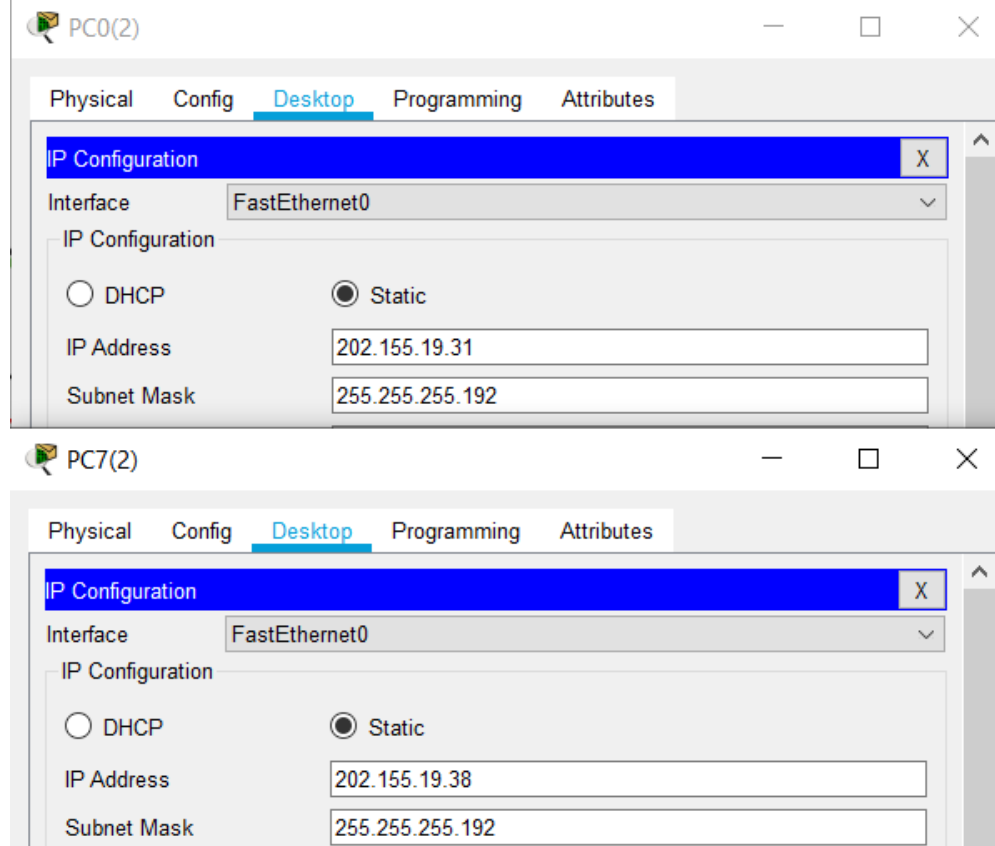 PC0(2)
Physical Config Desktop Programming Attributes
IP Configuration X
Interface FastEthernet0
IP Configuration
DHCP Static
IP Address 202.155.19.31
Subnet Mask 255.255.255.192
PC7(2)
Physical Config Desktop Programming Attributes
IP Configuration X
Interface FastEthernet0
IP Configuration
DHCP Static
IP Address 202.155.19.38
Subnet Mask 255.255.255.192